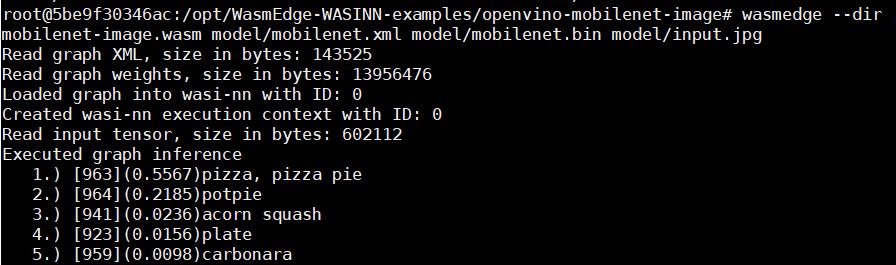 root@5be9f30346ac:/opt/WasmEdge-WASINN-examples/openvino-mobilenet-image# wasmedge --dir
mobilenet-image.wasm model/mobilenet.xml model/mobilenet.bin model/input.jpg
Read graph XML, size in bytes: 143525
Read graph weights, size in bytes: 13956476
Loaded graph into wasi-nn with ID: 0
Created wasi-nn execution context with ID: 0
Read input tensor, size in bytes: 602112
Executed graph inference
1.) [963](0.5567)pizza, pizza pie
2.) [964](0.2185)potpie
3.) [941](0.0236)acorn squash
4.) [923](0.0156)plate
5.) [959](0.0098)carbonara